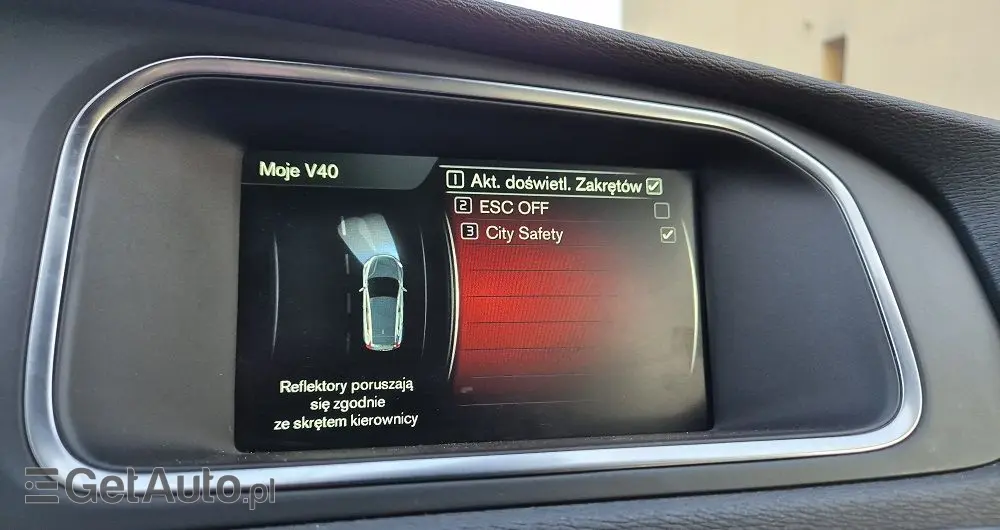 Moje V40
1 Akt. doświetl. Zakrętów
2 ESC OFF
3 City Safety
Reflektory poruszają
się zgodnie
ze skrętem kierownicy
GetAuto.pl